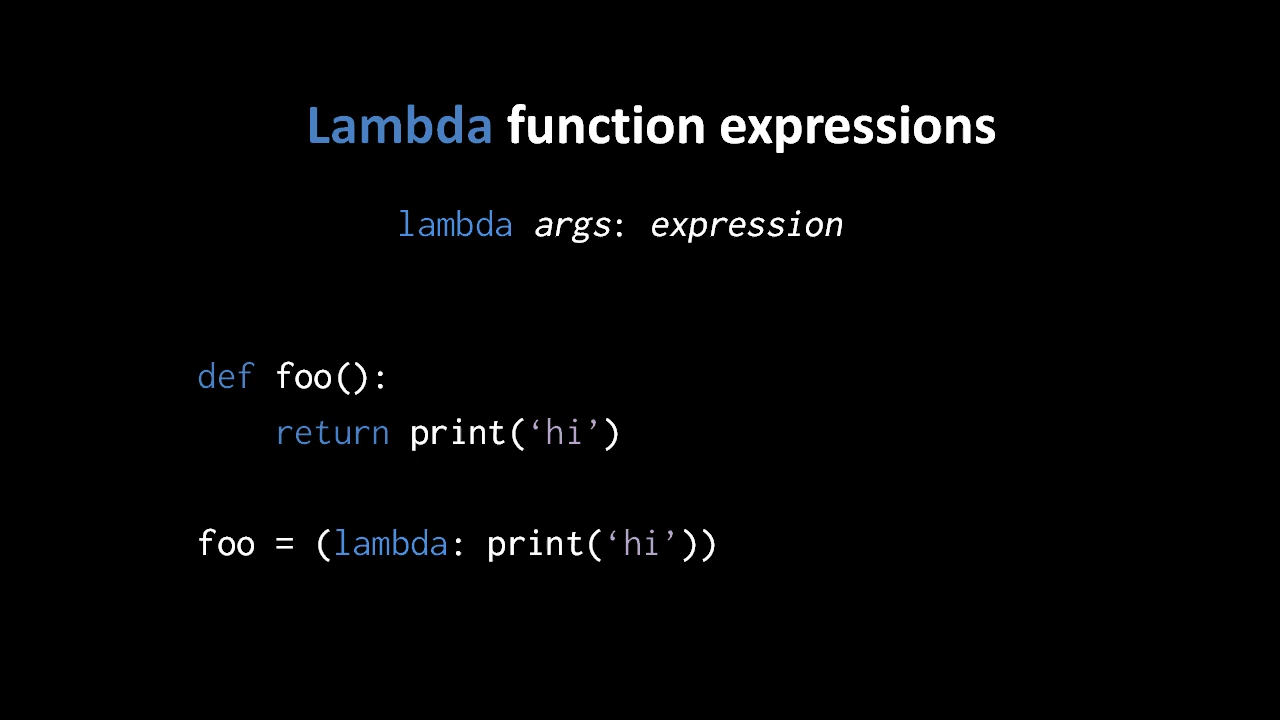 Lambda function expressions
lambda args: expression
def foo():
    return print(‘hi’)
foo = (lambda: print(‘hi’))